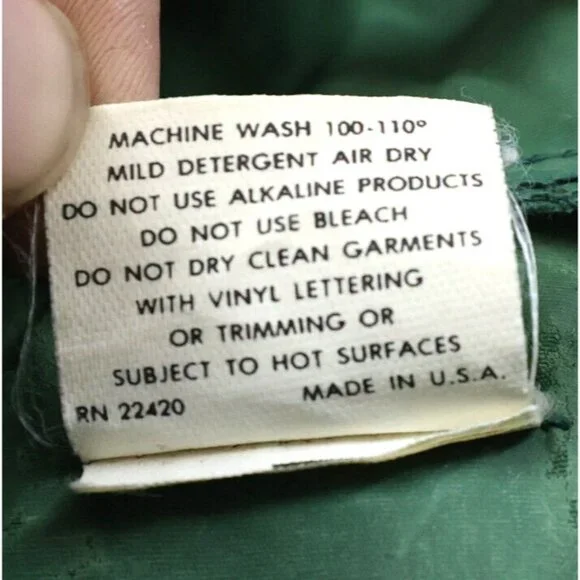 MACHINE WASH 100-110°
MILD DETERGENT AIR DRY
DO NOT USE ALKALINE PRODUCTS
DO NOT USE BLEACH
DO NOT DRY CLEAN GARMENTS
WITH VINYL LETTERING
OR TRIMMING OR
SUBJECT TO HOT SURFACES
RN 22420 MADE IN U.S.A.